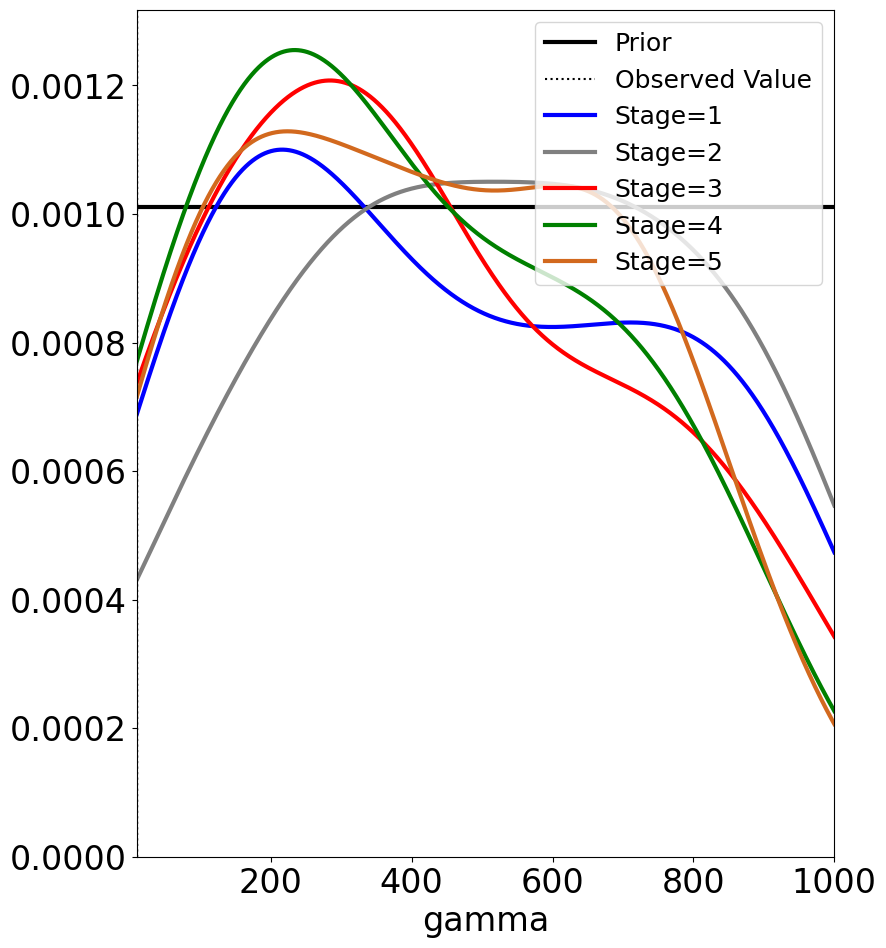 Prior
Observed Value
Stage=1
Stage=2
Stage=3
Stage=4
Stage=5
0.0012
0.0010
0.0008
0.0006
0.0004
0.0002
0.0000
200 400 600 800 1000
gamma